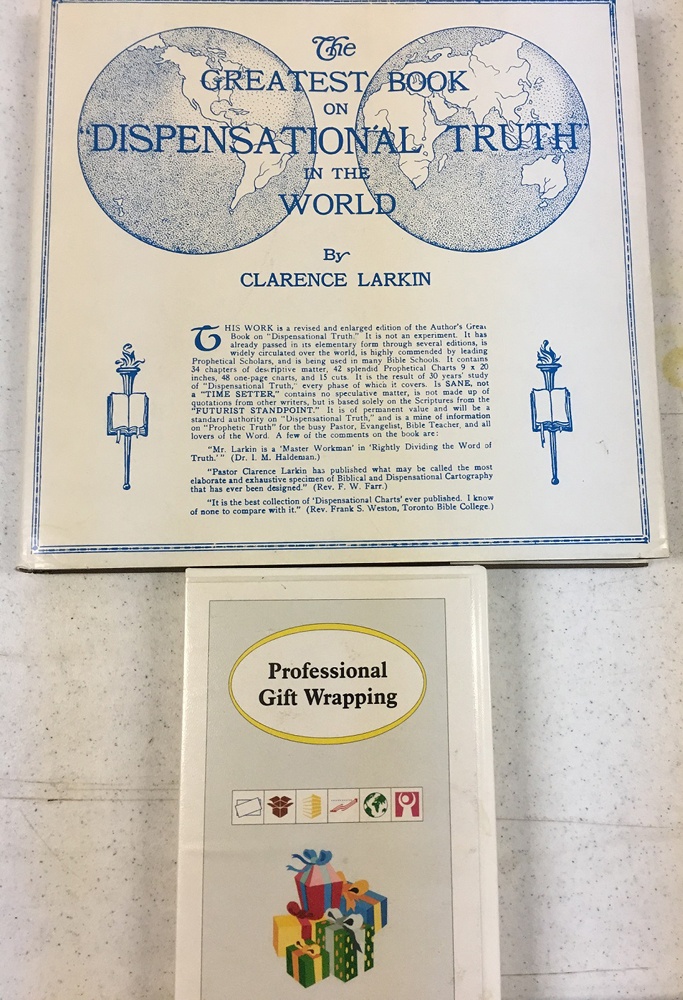 The
GREATEST BOOK
ON
"DISPENSATIONAL TRUTH"
IN THE
WORLD
By
CLARENCE LARKIN
THIS WORK is a revised and enlarged edition of the Author's Great
Book on "Dispensational Truth." It is not an experiment. It has
already passed in its elementary form through several editions, is
widely circulated over the world, is highly commended by leading
Prophetical Scholars, and is being used in many Bible Schools. It contains
34 chapters of descriptive matter, 42 splendid Prophetical Charts 9 x 20
inches, 48 one-page charts, and 15 cuts. It is the result of 30 years' study
of "Dispensational Truth," every phase of which it covers. Is SANE, not
a "TIME SETTER," contains no speculative matter, is not made up of
quotations from other writers, but is based solely on the Scriptures from the
"FUTURIST STANDPOINT." It is of permanent value and will be a
standard authority on "Dispensational Truth," and is a mine of information
on "Prophetic Truth" for the busy Pastor, Evangelist, Bible Teacher, and all
lovers of the Word. A few of the comments on the book are:
"Mr. Larkin is a 'Master Workman' in 'Rightly Dividing the Word of
Truth.'" (Dr. I. M. Haldeman.)
"Pastor Clarence Larkin has published what may be called the most
elaborate and exhaustive specimen of Biblical and Dispensational Cartography
that has ever been designed." (Rev. F. W. Farr.)
"It is the best collection of 'Dispensational Charts' ever published. I know
of none to compare with it." (Rev. Frank S. Weston, Toronto Bible College.)
Professional
Gift Wrapping